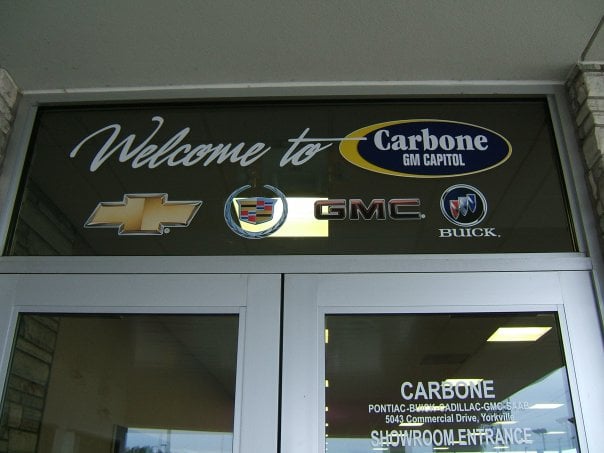 Welcome to Carbone
GM CAPITOL
GMC
BUICK
CARBONE
PONTIAC-BUICK-CADILLAC-GMC-SAAB
5043 Commercial Drive, Yorkville
SHOWROOM ENTRANCE